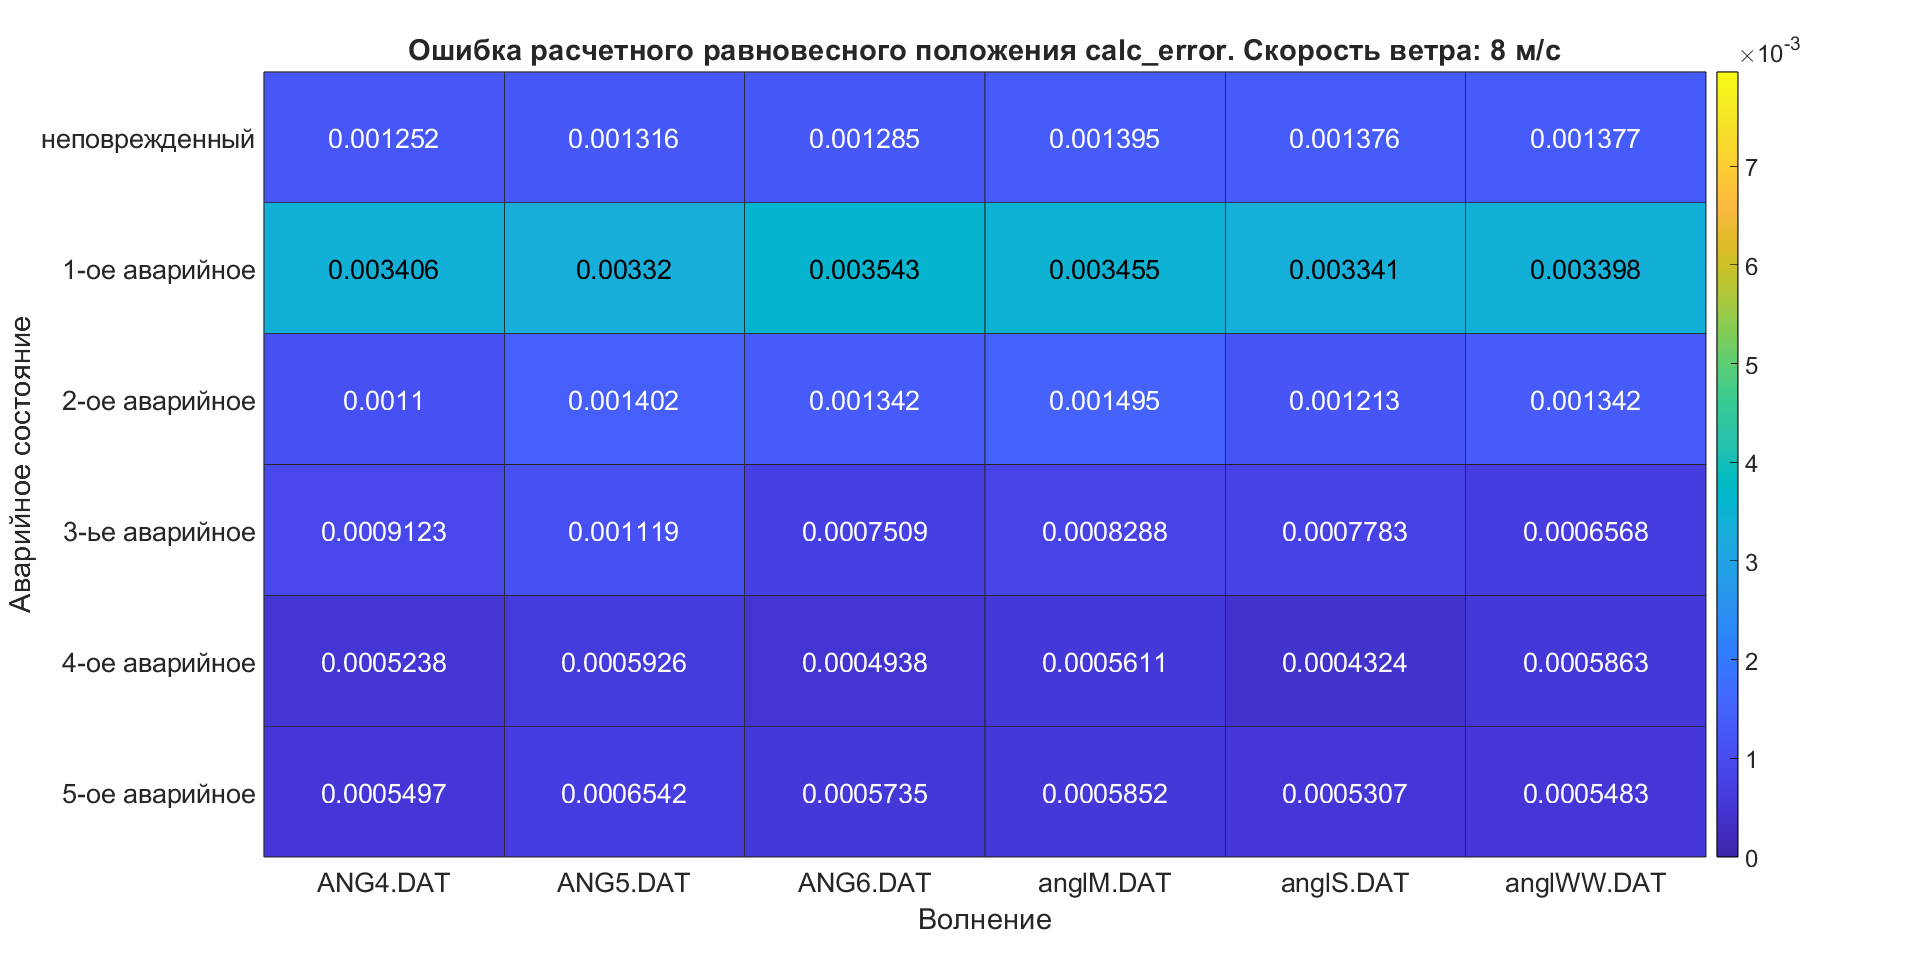 Ошибка расчетного равновесного положения calc_error. Скорость ветра: 8 м/с
×10-3
неповрежденный 0.001252 0.001316 0.001285 0.001395 0.001376 0.001377
1-ое аварийное 0.003406 0.00332 0.003543 0.003455 0.003341 0.003398
2-ое аварийное 0.0011 0.001402 0.001342 0.001495 0.001213 0.001342
3-ье аварийное 0.0009123 0.001119 0.0007509 0.0008288 0.0007783 0.0006568
4-ое аварийное 0.0005238 0.0005926 0.0004938 0.0005611 0.0004324 0.0005863
5-ое аварийное 0.0005497 0.0006542 0.0005735 0.0005852 0.0005307 0.0005483
ANG4.DAT ANG5.DAT ANG6.DAT anglM.DAT anglS.DAT anglWW.DAT
Волнение
Аварийное состояние
7
6
5
4
3
2
1
0